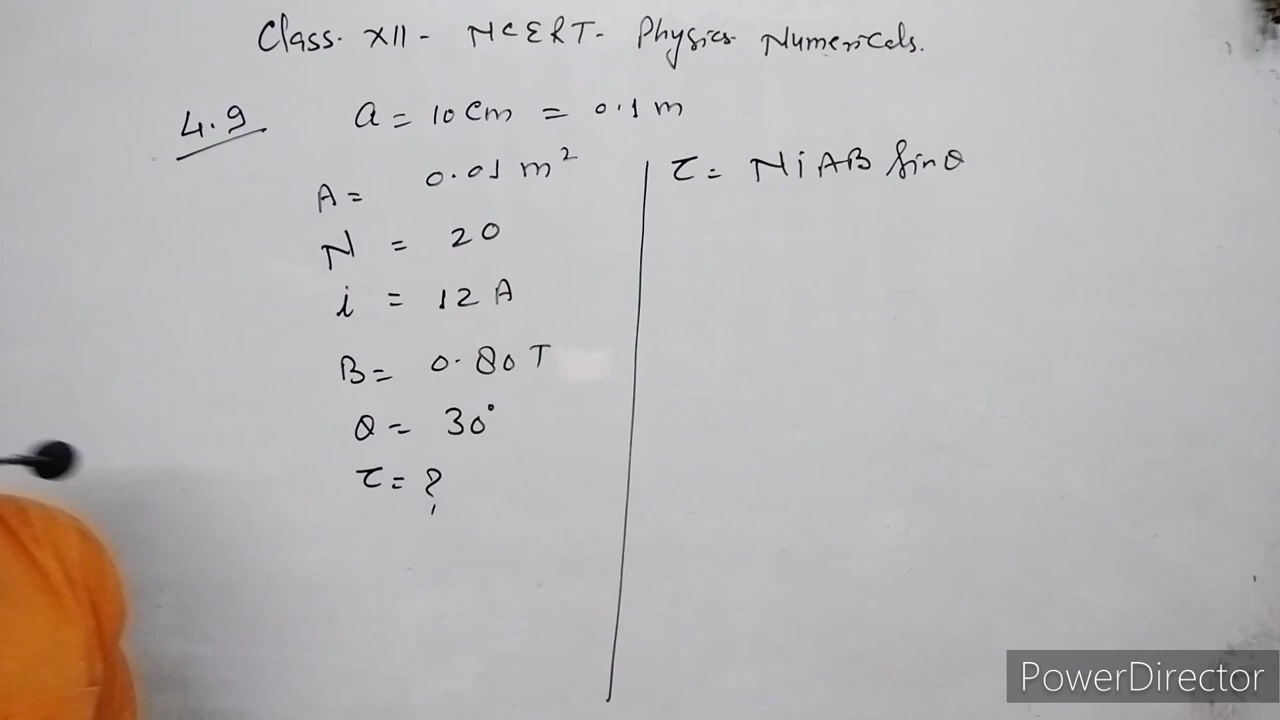 Class. XII - NCERT- Physics Numericals.
4.9 a = 10 Cm = 0.1 m
A = 0.01 m²
N = 20
i = 12 A
B = 0.80 T
θ = 30°
τ = ?
τ = NiAB Sinθ
PowerDirector